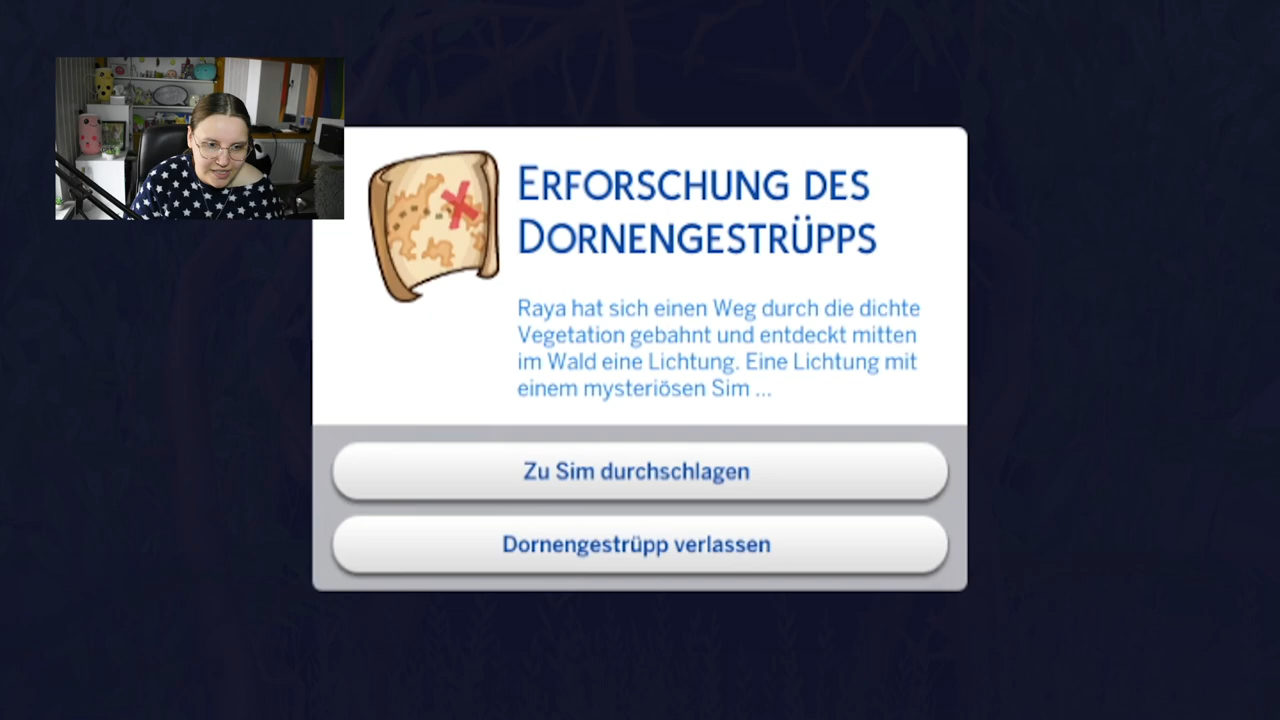 Erforschung des
Dornengestrüpps
Raya hat sich einen Weg durch die dichte
Vegetation gebahnt und entdeckt mitten
im Wald eine Lichtung. Eine Lichtung mit
einem mysteriösen Sim ...
Zu Sim durchschlagen
Dornengestrüpp verlassen